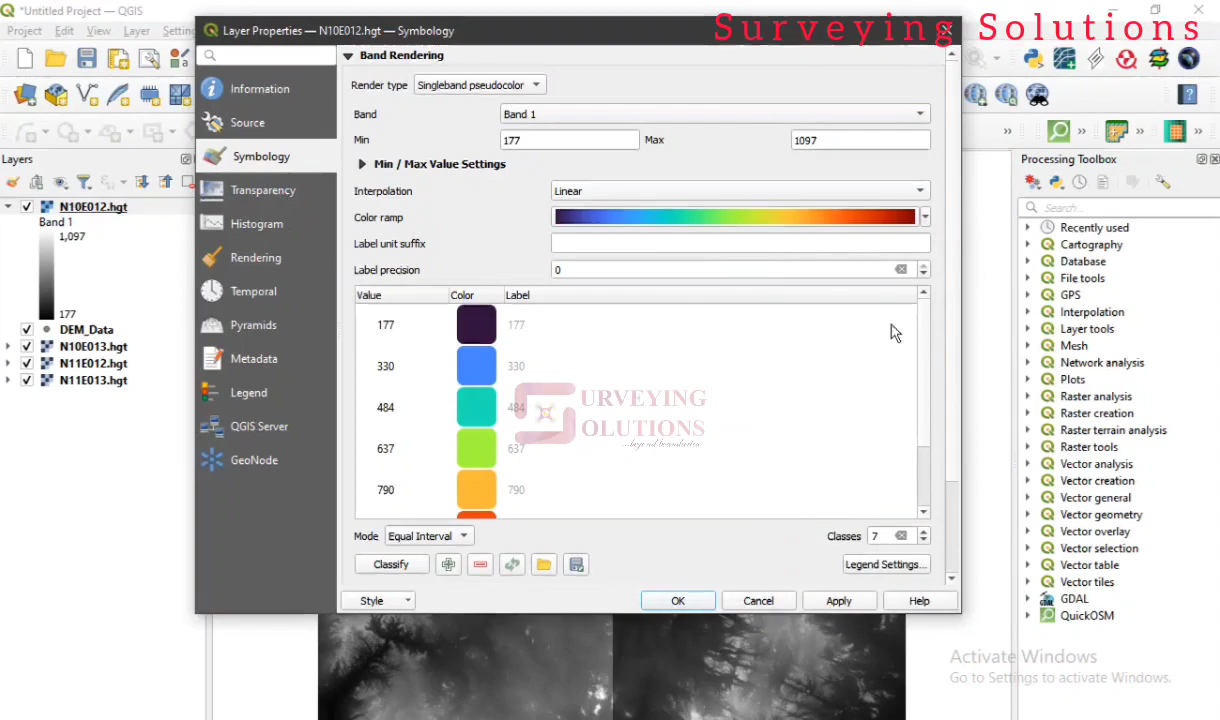 *Untitled Project — QGIS
Surveying Solutions
Project Edit View Layer
Layer Properties — N10E012.hgt — Symbology
Information
Source
Symbology
Transparency
Histogram
Rendering
Temporal
Pyramids
Metadata
Legend
QGIS Server
GeoNode
Band Rendering
Render type Singleband pseudocolor
Band Band 1
Min 177 Max 1097
Min / Max Value Settings
Interpolation Linear
Color ramp
Label unit suffix
Label precision 0
Value Color Label
177 177
330 330
484 484
637 637
790 790
URVEYING
OLUTIONS
...beyond boundaries
Mode Equal Interval Classes 7
Classify Legend Settings...
Style OK Cancel Apply Help
Layers
N10E012.hgt
Band 1
1,097
177
DEM_Data
N10E013.hgt
N11E012.hgt
N11E013.hgt
Processing Toolbox
Search...
Recently used
Cartography
Database
File tools
GPS
Interpolation
Layer tools
Mesh
Network analysis
Plots
Raster analysis
Raster creation
Raster terrain analysis
Raster tools
Vector analysis
Vector creation
Vector general
Vector geometry
Vector overlay
Vector selection
Vector table
Vector tiles
GDAL
QuickOSM
Activate Windows
Go to Settings to activate Windows.